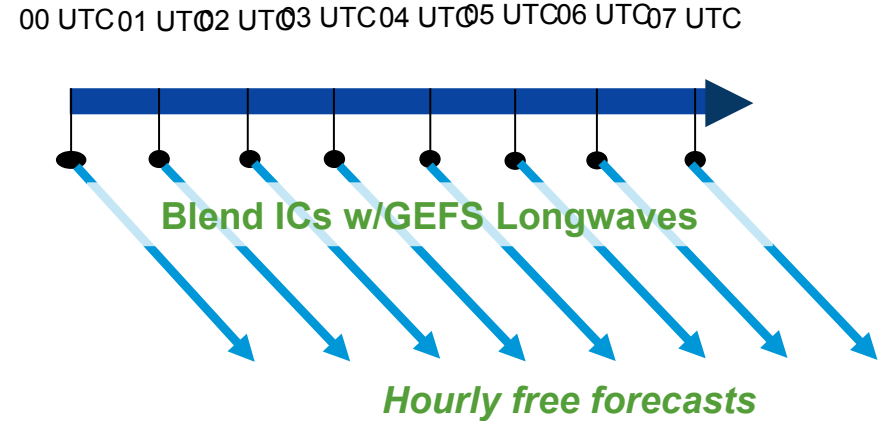 00 UTC 01 UTC 02 UTC 03 UTC 04 UTC 05 UTC 06 UTC 07 UTC
Blend ICs w/GEFS Longwaves
Hourly free forecasts